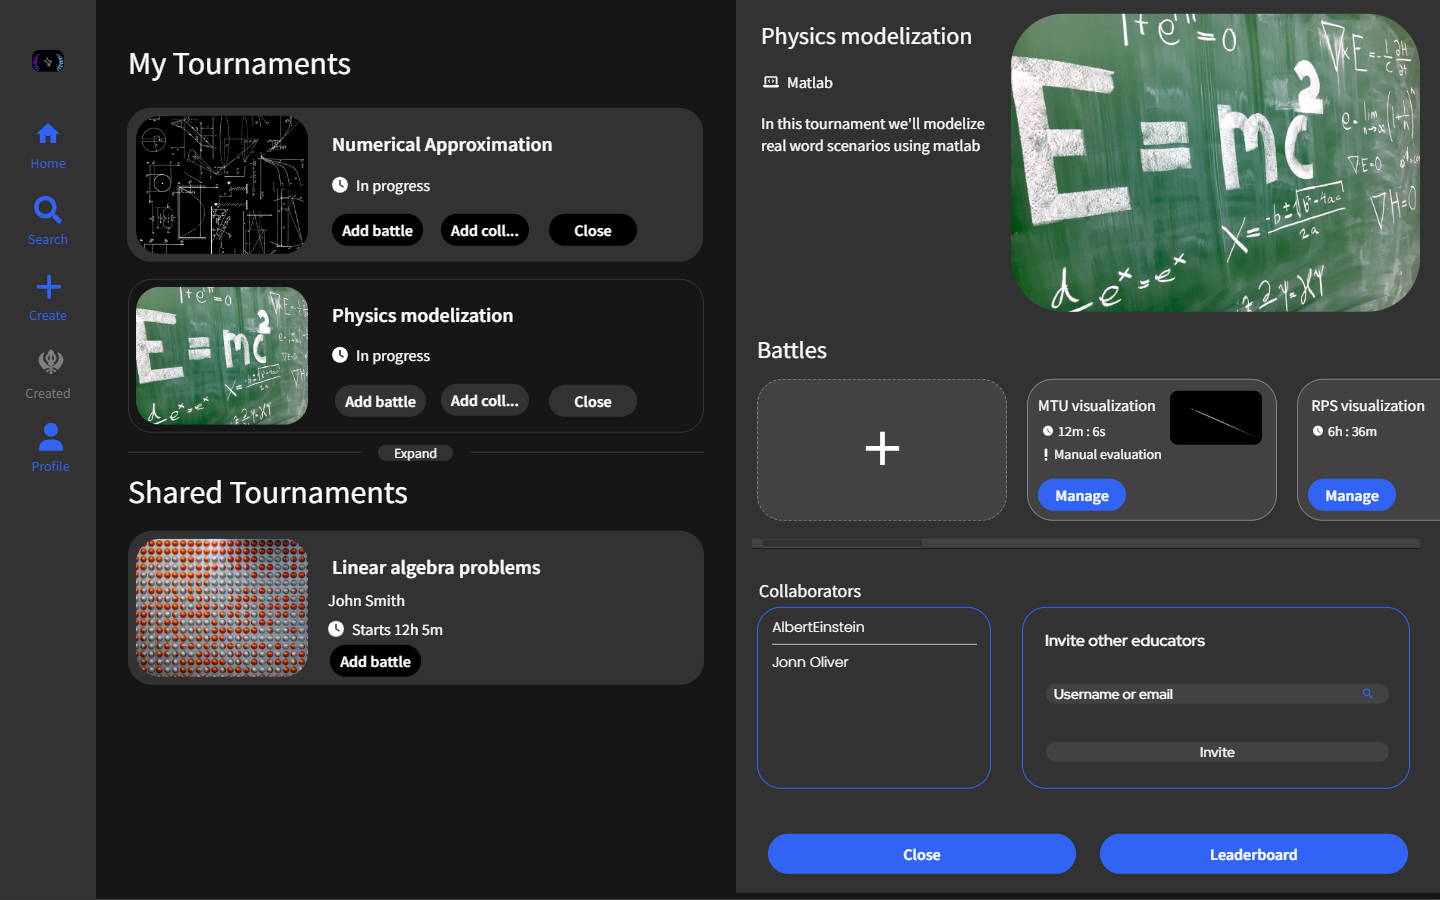 Home
Search
Create
Created
Profile
My Tournaments
Numerical Approximation
In progress
Add battle
Add coll...
Close
Physics modelization
In progress
Add battle
Add coll...
Close
Expand
Shared Tournaments
Linear algebra problems
John Smith
Starts 12h 5m
Add battle
Physics modelization
Matlab
In this tournament we'll modelize
real word scenarios using matlab
E = mc²
Battles
MTU visualization
12m : 6s
Manual evaluation
Manage
RPS visualization
6h : 36m
Manage
Collaborators
AlbertEinstein
Jonn Oliver
Invite other educators
Username or email
Invite
Close
Leaderboard